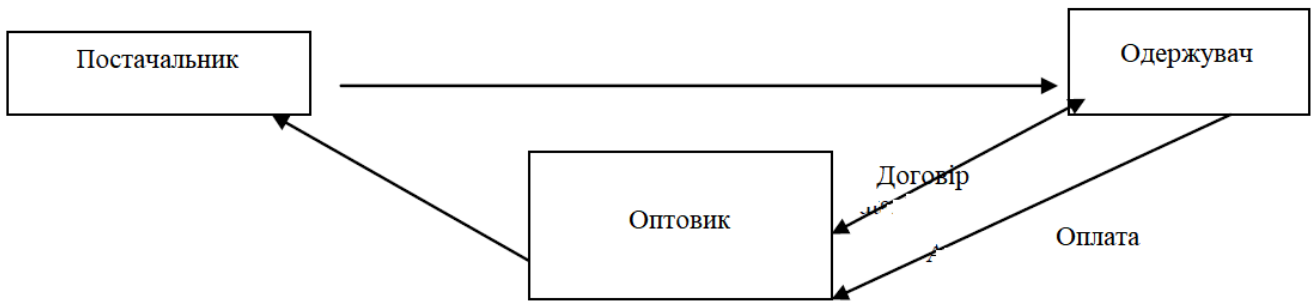 Постачальник
Одержувач
Договір
Оптовик
Оплата